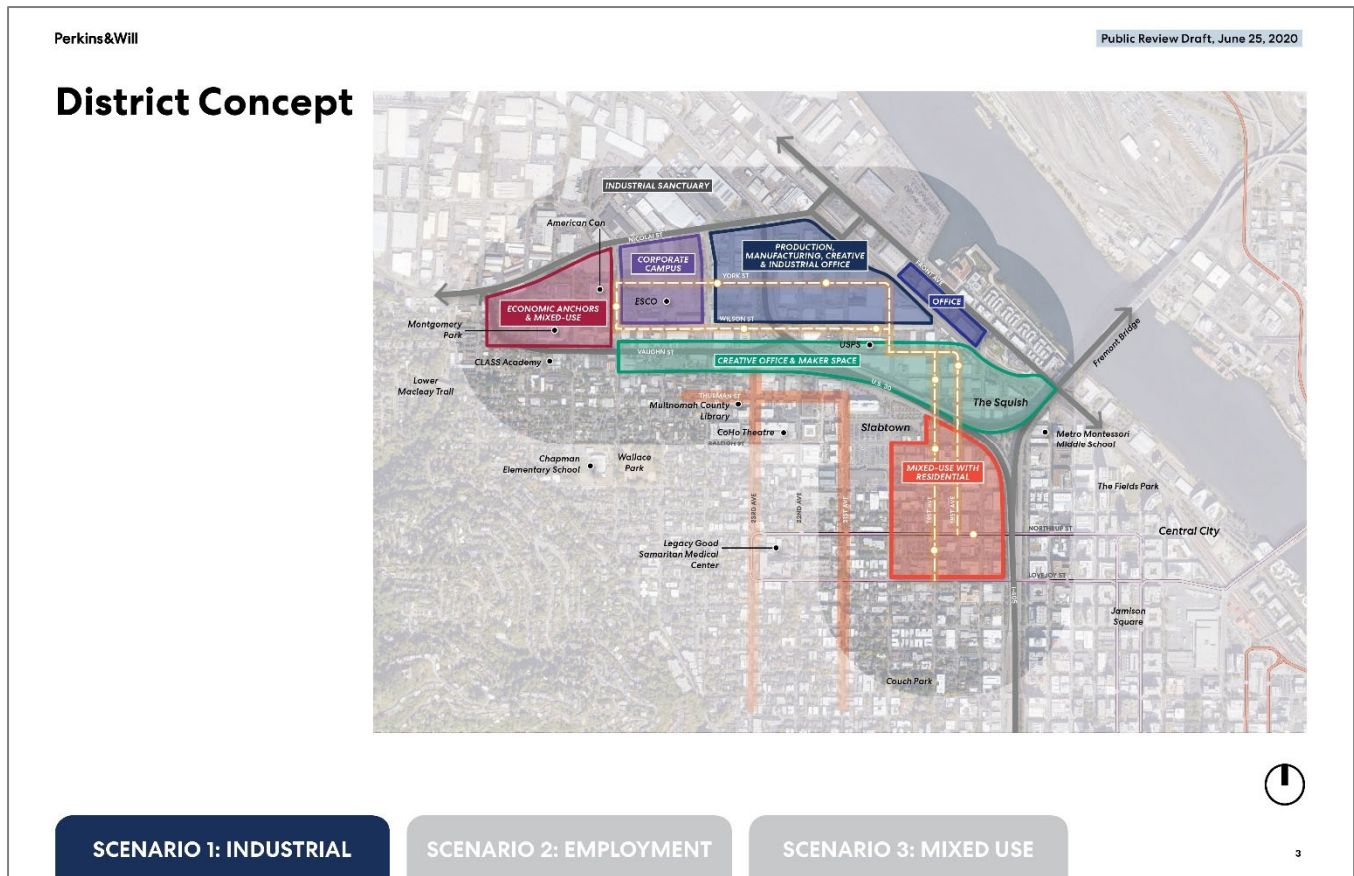 Perkins&Will
Public Review Draft, June 25, 2020
District Concept
INDUSTRIAL SANCTUARY
American Can
NICOLAI ST
CORPORATE
CAMPUS
PRODUCTION,
MANUFACTURING, CREATIVE
& INDUSTRIAL OFFICE
YORK ST
FRONT AVE
OFFICE
ESCO
ECONOMIC ANCHORS
& MIXED-USE
WILSON ST
Montgomery
Park
USPS
VAUGHN ST
CREATIVE OFFICE & MAKER SPACE
CLASS Academy
Fremont Bridge
Lower
Macleay Trail
U.S. 30
THURMAN ST
Multnomah County
Library
The Squish
CoHo Theatre
Slabtown
RALEIGH ST
Metro Montessori
Middle School
Chapman
Elementary School
Wallace
Park
MIXED-USE WITH
RESIDENTIAL
The Fields Park
23RD AVE
22ND AVE
21ST AVE
NORTHRUP ST
Central City
Legacy Good
Samaritan Medical
Center
LOVEJOY ST
I-405
Jamison
Square
Couch Park
SCENARIO 1: INDUSTRIAL
SCENARIO 2: EMPLOYMENT
SCENARIO 3: MIXED USE
3